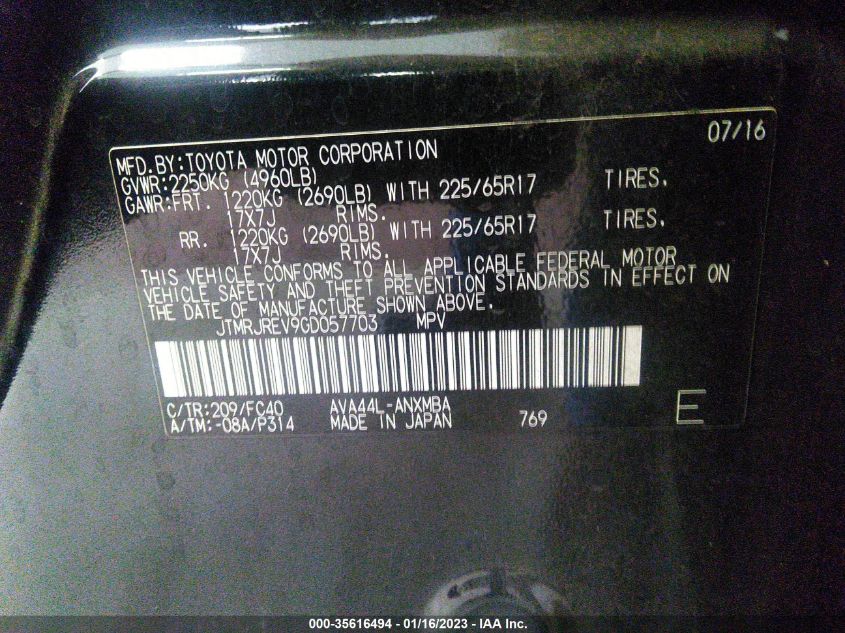 07/16
MFD.BY:TOYOTA MOTOR CORPORATION
GVWR:2250KG (4960LB)
GAWR:FRT. 1220KG (2690LB) WITH 225/65R17 TIRES,
17X7J RIMS.
RR. 1220KG (2690LB) WITH 225/65R17 TIRES,
17X7J RIMS.
THIS VEHICLE CONFORMS TO ALL APPLICABLE FEDERAL MOTOR
VEHICLE SAFETY AND THEFT PREVENTION STANDARDS IN EFFECT ON
THE DATE OF MANUFACTURE SHOWN ABOVE.
JTMRJREV9GD057703 MPV
C/TR:209/FC40 AVA44L-ANXMBA
A/TM:-08A/P314 MADE IN JAPAN 769 E
000-35616494 - 01/16/2023 - IAA Inc.